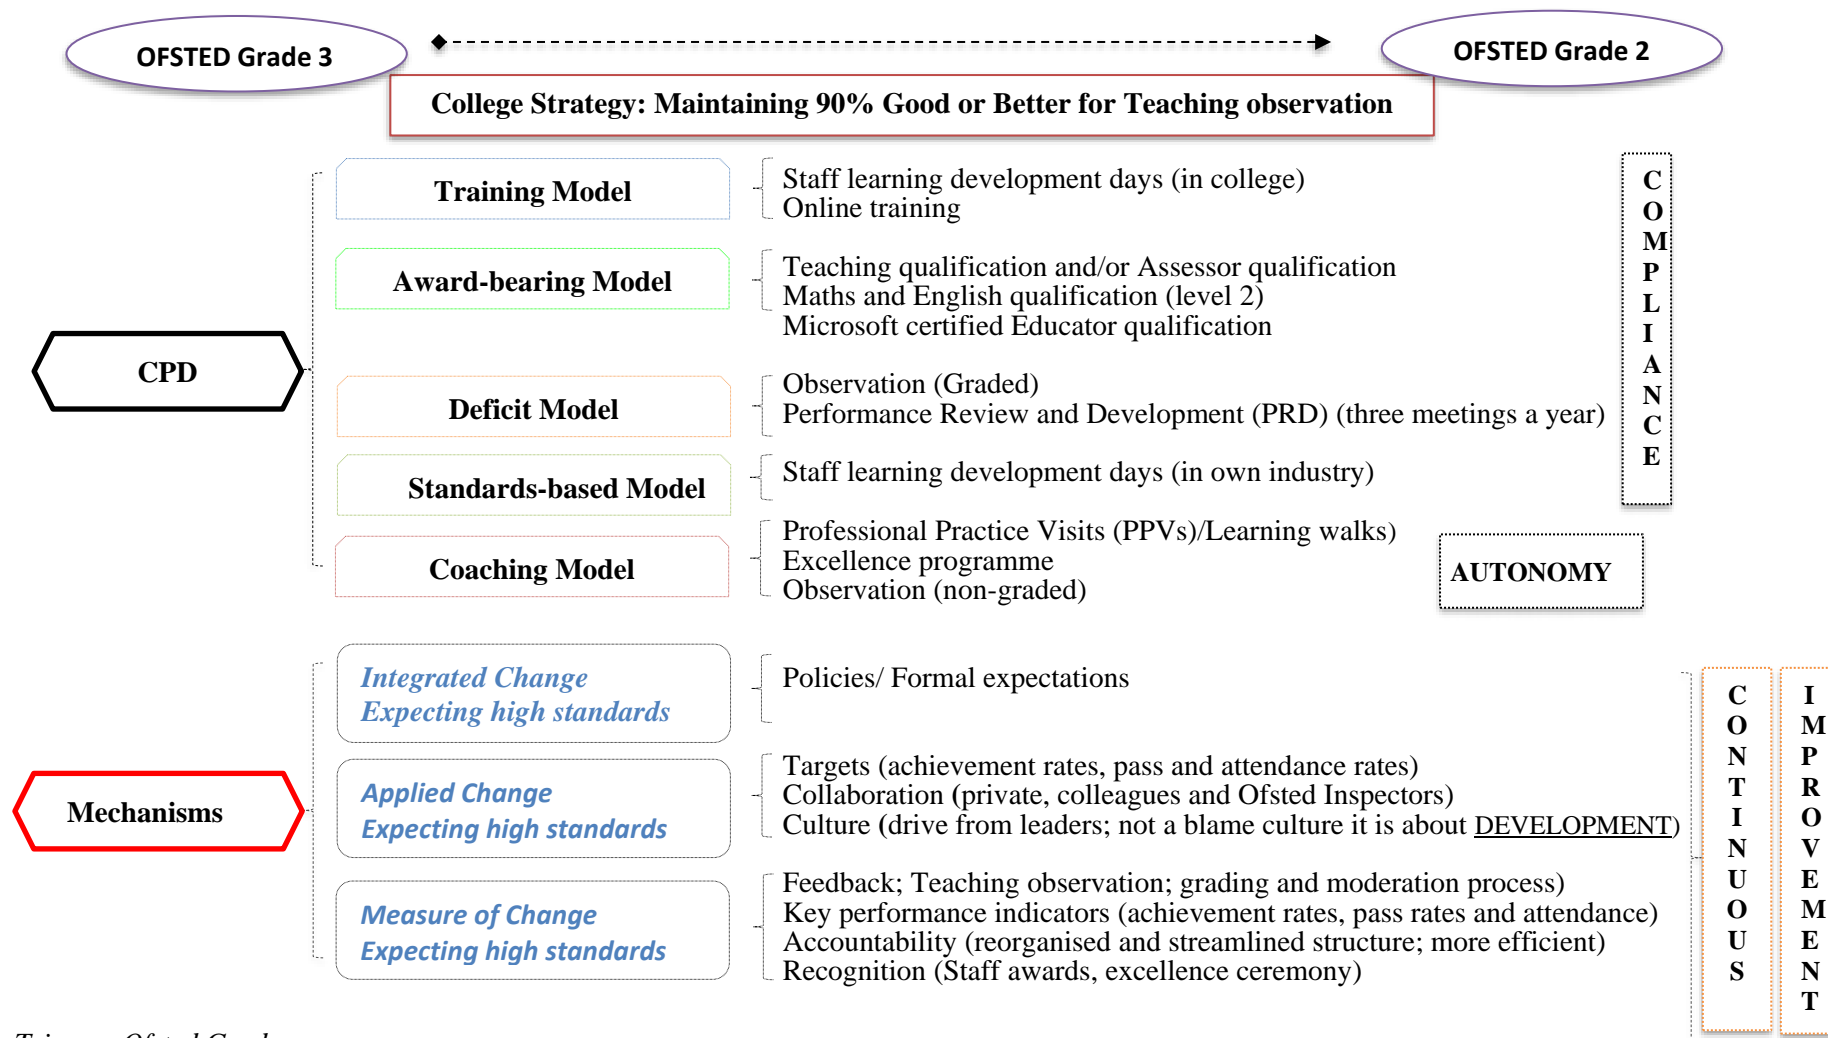 OFSTED Grade 3
OFSTED Grade 2
College Strategy: Maintaining 90% Good or Better for Teaching observation
CPD
Training Model
Staff learning development days (in college)
Online training
Award-bearing Model
Teaching qualification and/or Assessor qualification
Maths and English qualification (level 2)
Microsoft certified Educator qualification
Deficit Model
Observation (Graded)
Performance Review and Development (PRD) (three meetings a year)
Standards-based Model
Staff learning development days (in own industry)
Coaching Model
Professional Practice Visits (PPVs)/Learning walks)
Excellence programme
Observation (non-graded)
COMPLIANCE
AUTONOMY
Mechanisms
Integrated Change
Expecting high standards
Policies/ Formal expectations
Applied Change
Expecting high standards
Targets (achievement rates, pass and attendance rates)
Collaboration (private, colleagues and Ofsted Inspectors)
Culture (drive from leaders; not a blame culture it is about DEVELOPMENT)
Measure of Change
Expecting high standards
Feedback; Teaching observation; grading and moderation process)
Key performance indicators (achievement rates, pass rates and attendance)
Accountability (reorganised and streamlined structure; more efficient)
Recognition (Staff awards, excellence ceremony)
CONTINUOUS
IMPROVEMENT